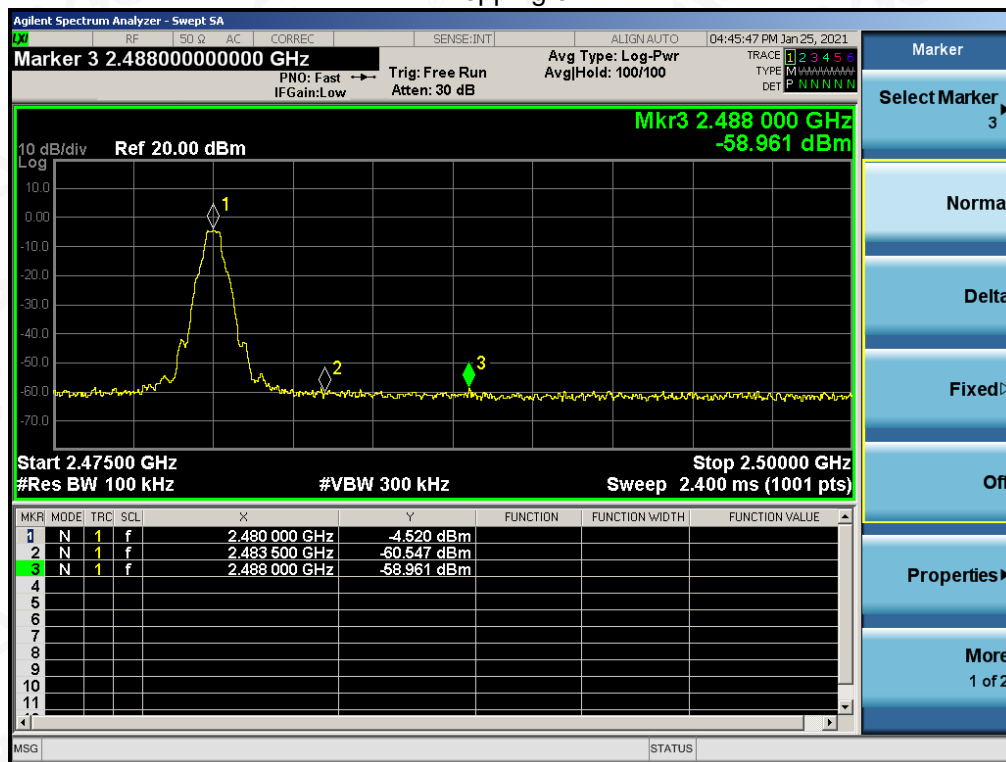 Agilent Spectrum Analyzer - Swept SA
LXI RF 50 Ω AC CORREC SENSE:INT ALIGN AUTO 04:45:47 PM Jan 25, 2021
Marker 3 2.488000000000 GHz
PNO: Fast
IFGain:Low
Trig: Free Run
Atten: 30 dB
Avg Type: Log-Pwr
Avg|Hold: 100/100
TRACE 1 2 3 4 5 6
TYPE M WWWWW
DET P N N N N N
Mkr3 2.488 000 GHz
-58.961 dBm
10 dB/div Ref 20.00 dBm
Log
10.0
0.00
-10.0
-20.0
-30.0
-40.0
-50.0
-60.0
-70.0
1
2
3
Start 2.47500 GHz Stop 2.50000 GHz
#Res BW 100 kHz #VBW 300 kHz Sweep 2.400 ms (1001 pts)
MKR MODE TRC SCL X Y FUNCTION FUNCTION WIDTH FUNCTION VALUE
1 N 1 f 2.480 000 GHz -4.520 dBm
2 N 1 f 2.483 500 GHz -60.547 dBm
3 N 1 f 2.488 000 GHz -58.961 dBm
4
5
6
7
8
9
10
11
MSG STATUS
Marker
Select Marker
3
Norma
Delta
Fixed
Off
Properties
More
1 of 2